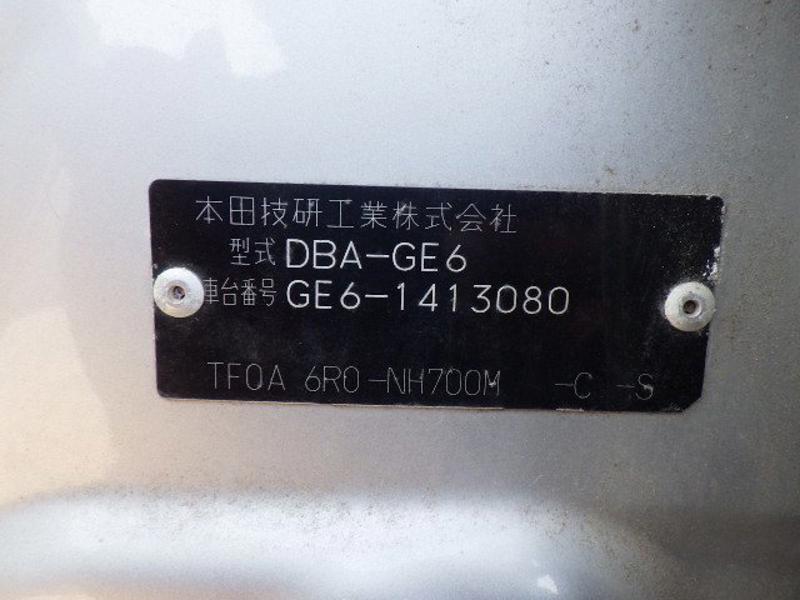 本田技研工業株式会社
型式 DBA-GE6
車台番号 GE6-1413080
TF0A 6R0-NH700M -C -S